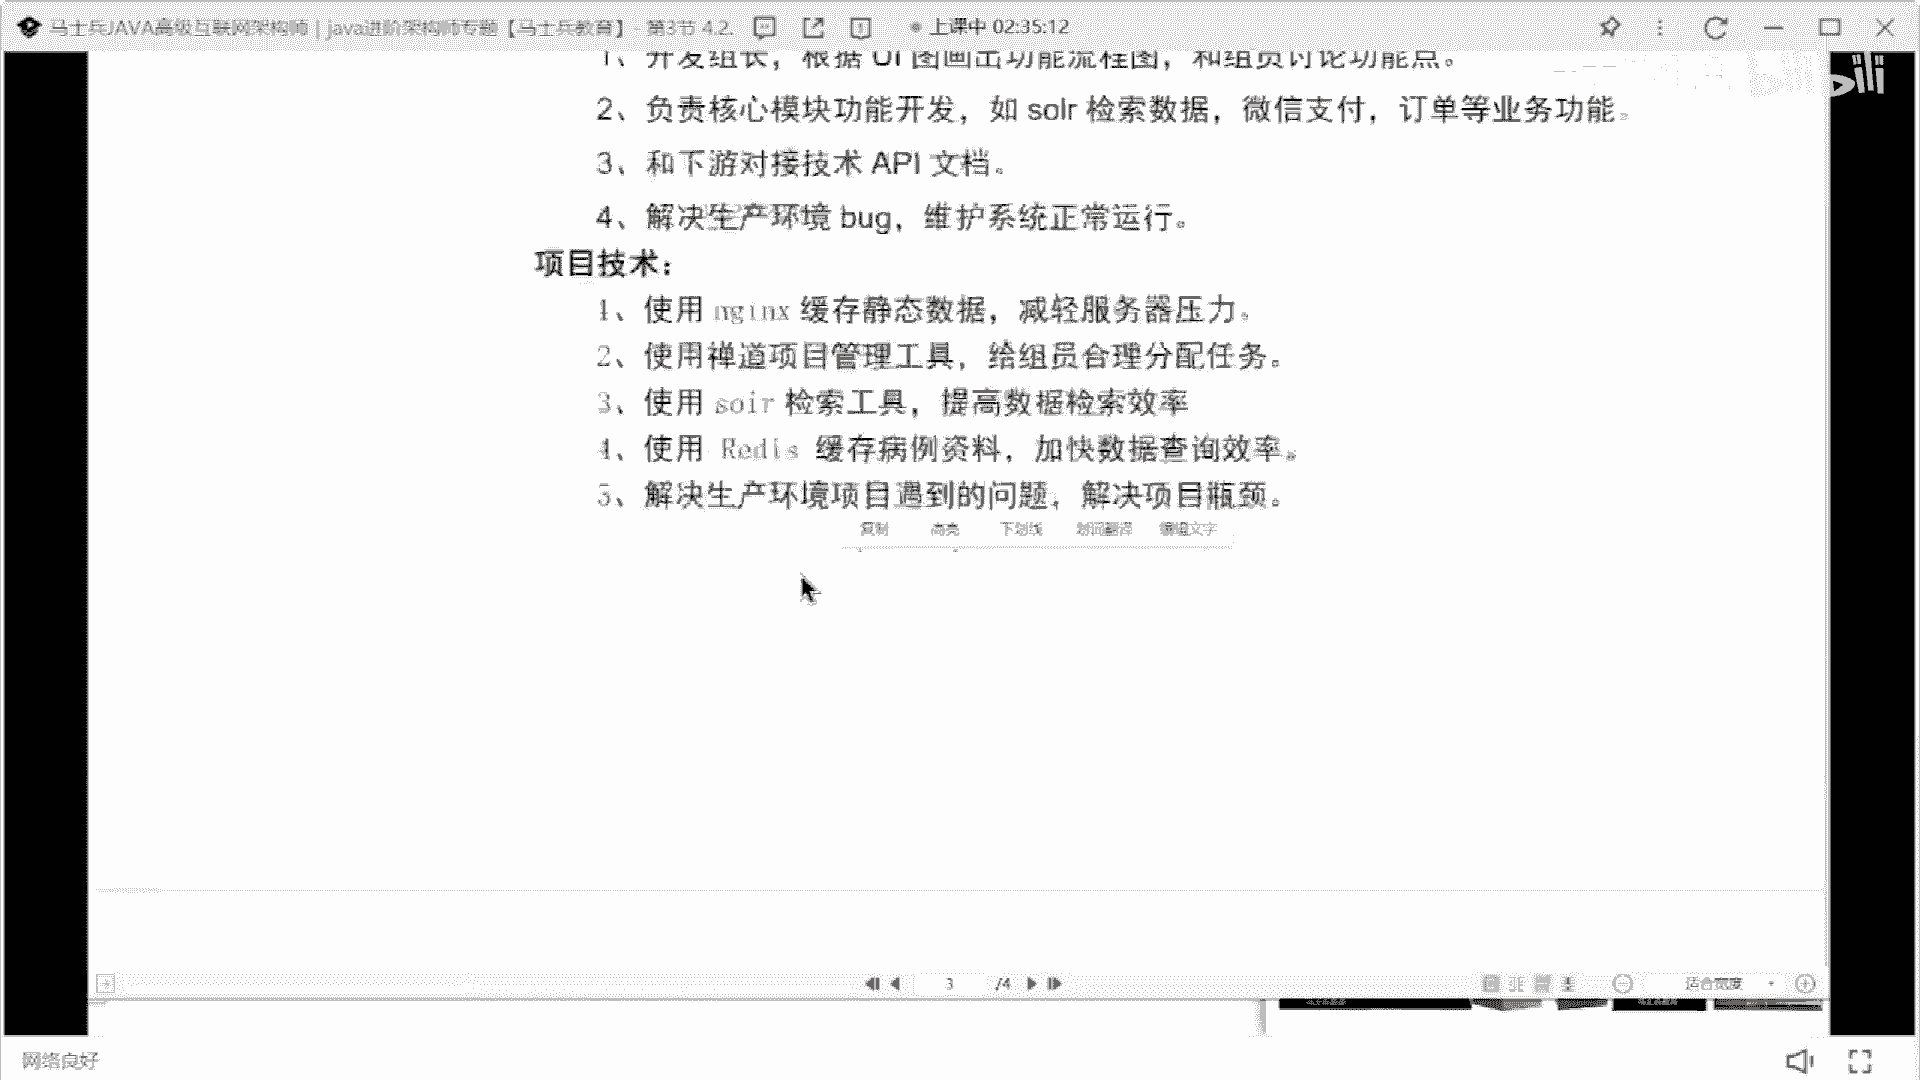 马士兵JAVA高级互联网架构师 | java进阶架构师专题【马士兵教育】 - 第3节 4.2.
上课中 02:35:12
1、开发组长，根据 UI 图画出功能流程图，和组员讨论功能点。
2、负责核心模块功能开发，如 solr 检索数据，微信支付，订单等业务功能。
3、和下游对接技术 API 文档。
4、解决生产环境 bug，维护系统正常运行。
项目技术：
1、使用 nginx 缓存静态数据，减轻服务器压力。
2、使用禅道项目管理工具，给组员合理分配任务。
3、使用 solr 检索工具，提高数据检索效率
4、使用 Redis 缓存病例资料，加快数据查询效率。
5、解决生产环境项目遇到的问题，解决项目瓶颈。
复制 高亮 下划线 划词翻译 编辑文字
3 /4
适合宽度
网络良好